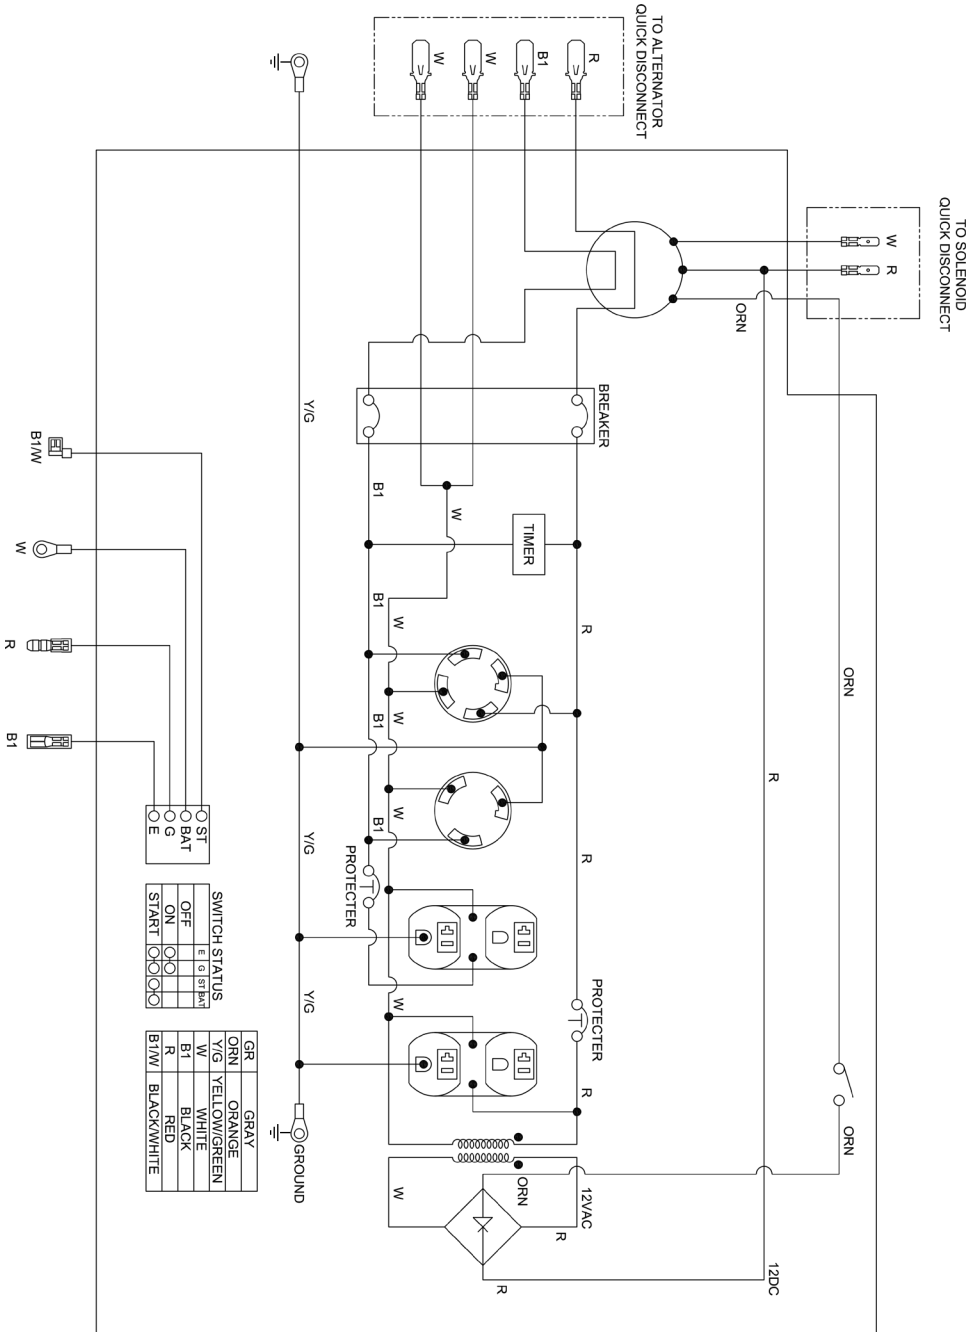 TO SOLENOID
QUICK DISCONNECT
W
R
ORN
ORN
R
ORN
12DC
TO ALTERNATOR
QUICK DISCONNECT
R
B1
W
W
BREAKER
R
R
PROTECTER
R
12VAC
R
ORN
R
W
TIMER
B1
W
B1
W
B1
W
B1
W
PROTECTER
W
W
Y/G
Y/G
Y/G
GROUND
B1/W
W
R
B1
ST
BAT
G
E
SWITCH STATUS
E G ST BAT
OFF
ON
START
GR GRAY
ORN ORANGE
Y/G YELLOW/GREEN
W WHITE
B1 BLACK
R RED
B1/W BLACK/WHITE